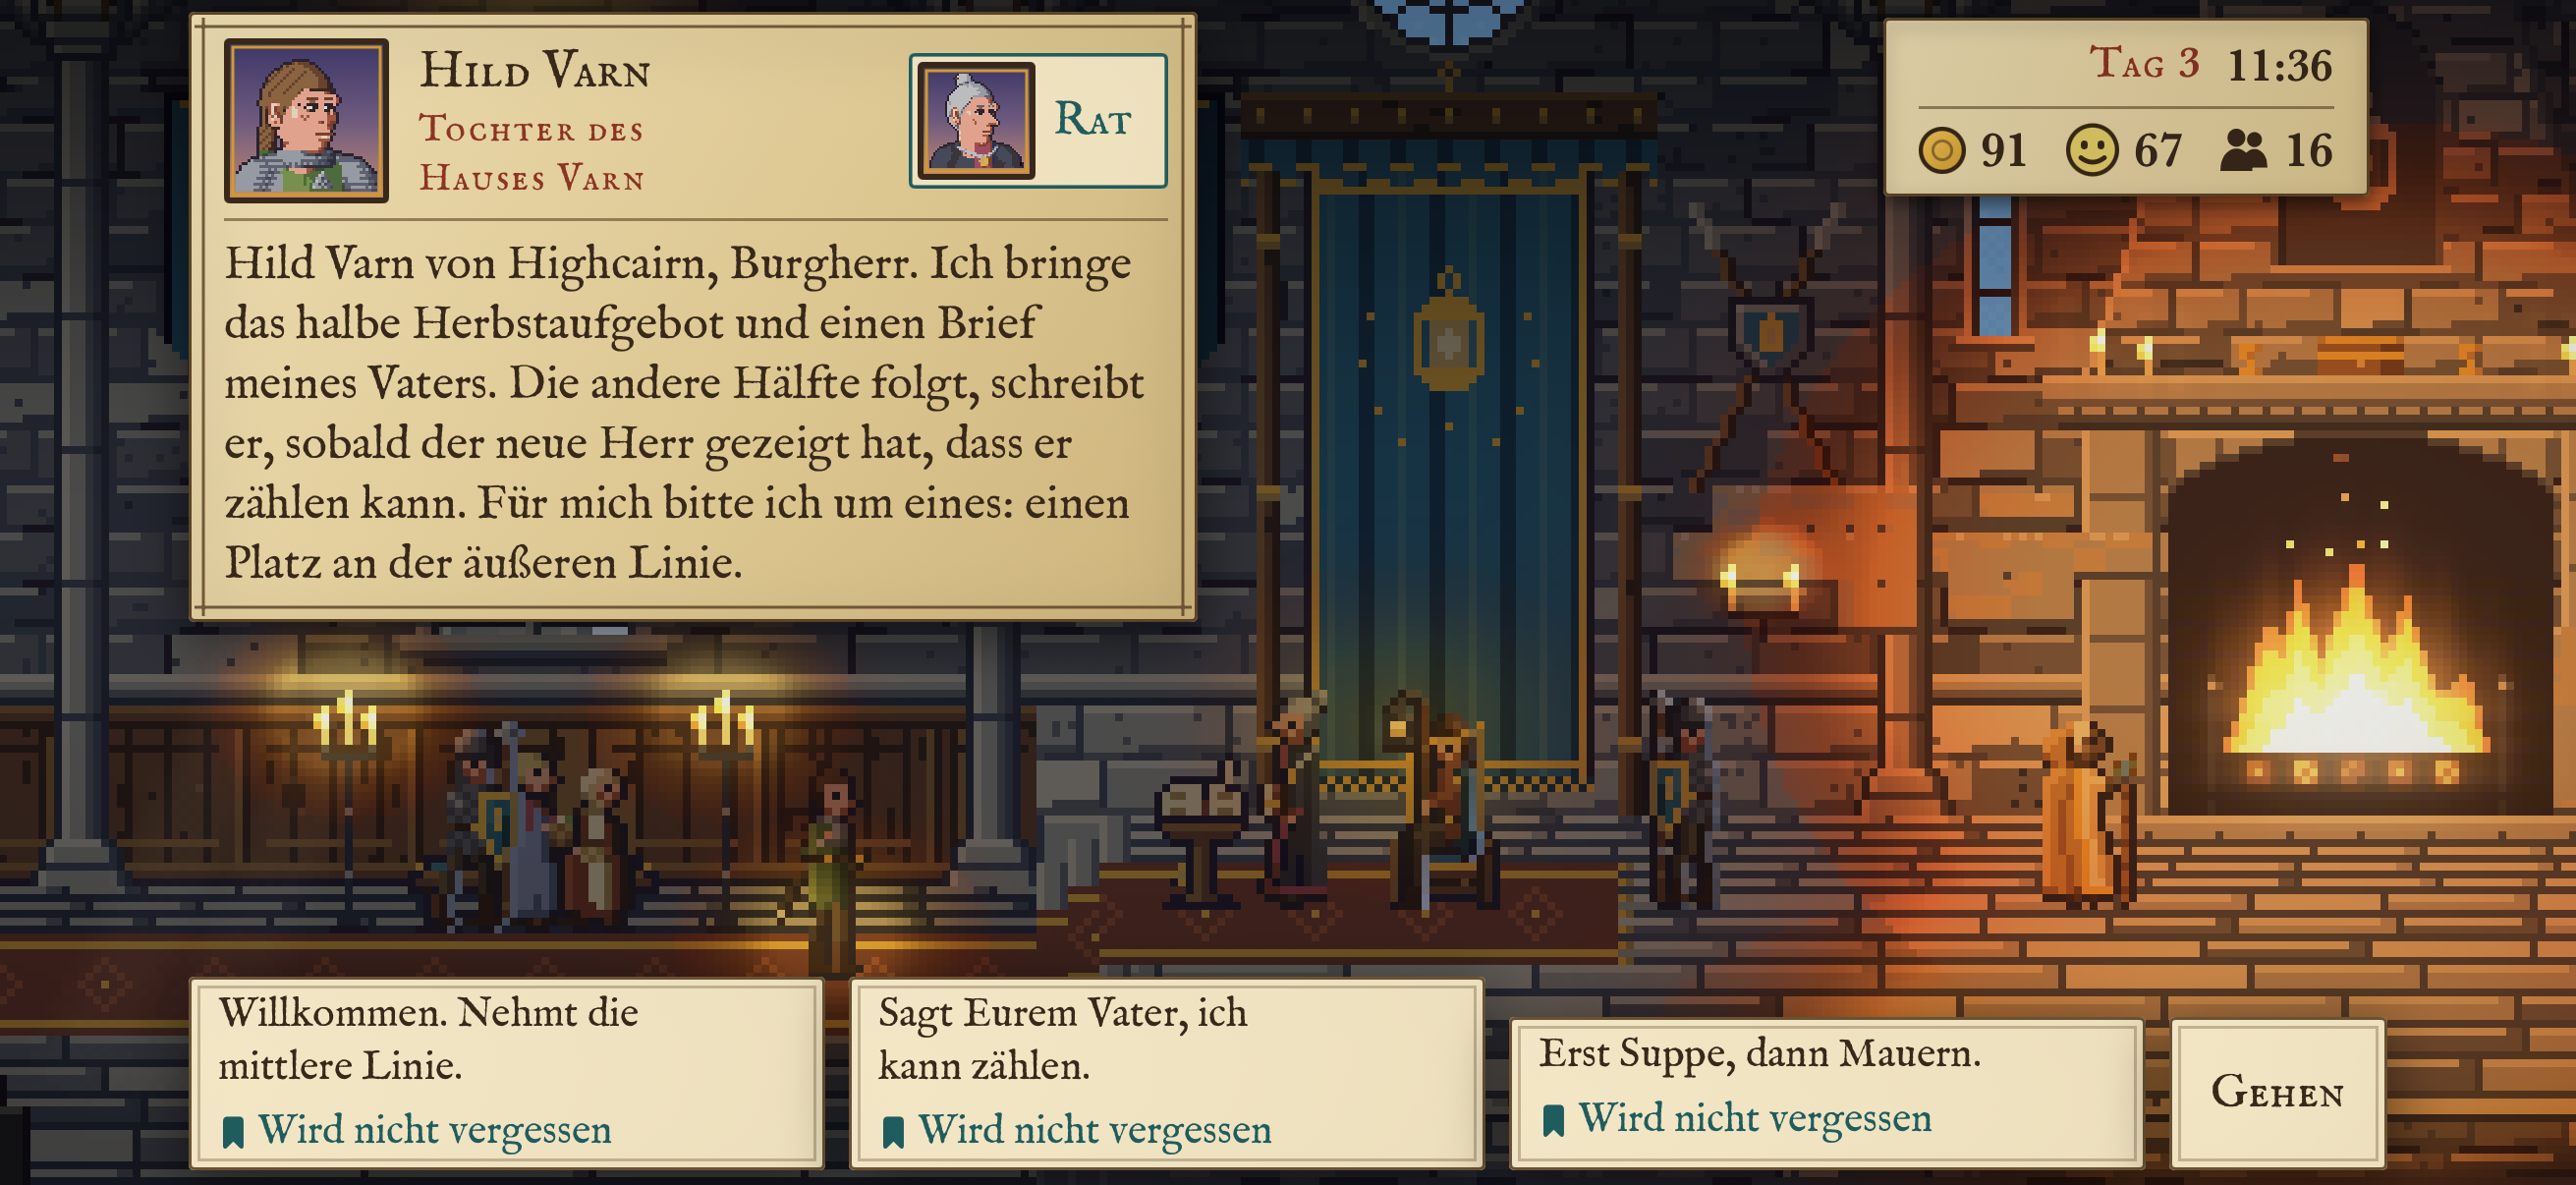 Hild Varn
Tochter des
Hauses Varn
Rat
Hild Varn von Highcairn, Burgherr. Ich bringe
das halbe Herbstaufgebot und einen Brief
meines Vaters. Die andere Hälfte folgt, schreibt
er, sobald der neue Herr gezeigt hat, dass er
zählen kann. Für mich bitte ich um eines: einen
Platz an der äußeren Linie.
Tag 3 11:36
91 67 16
Willkommen. Nehmt die
mittlere Linie.
Wird nicht vergessen
Sagt Eurem Vater, ich
kann zählen.
Wird nicht vergessen
Erst Suppe, dann Mauern.
Wird nicht vergessen
Gehen